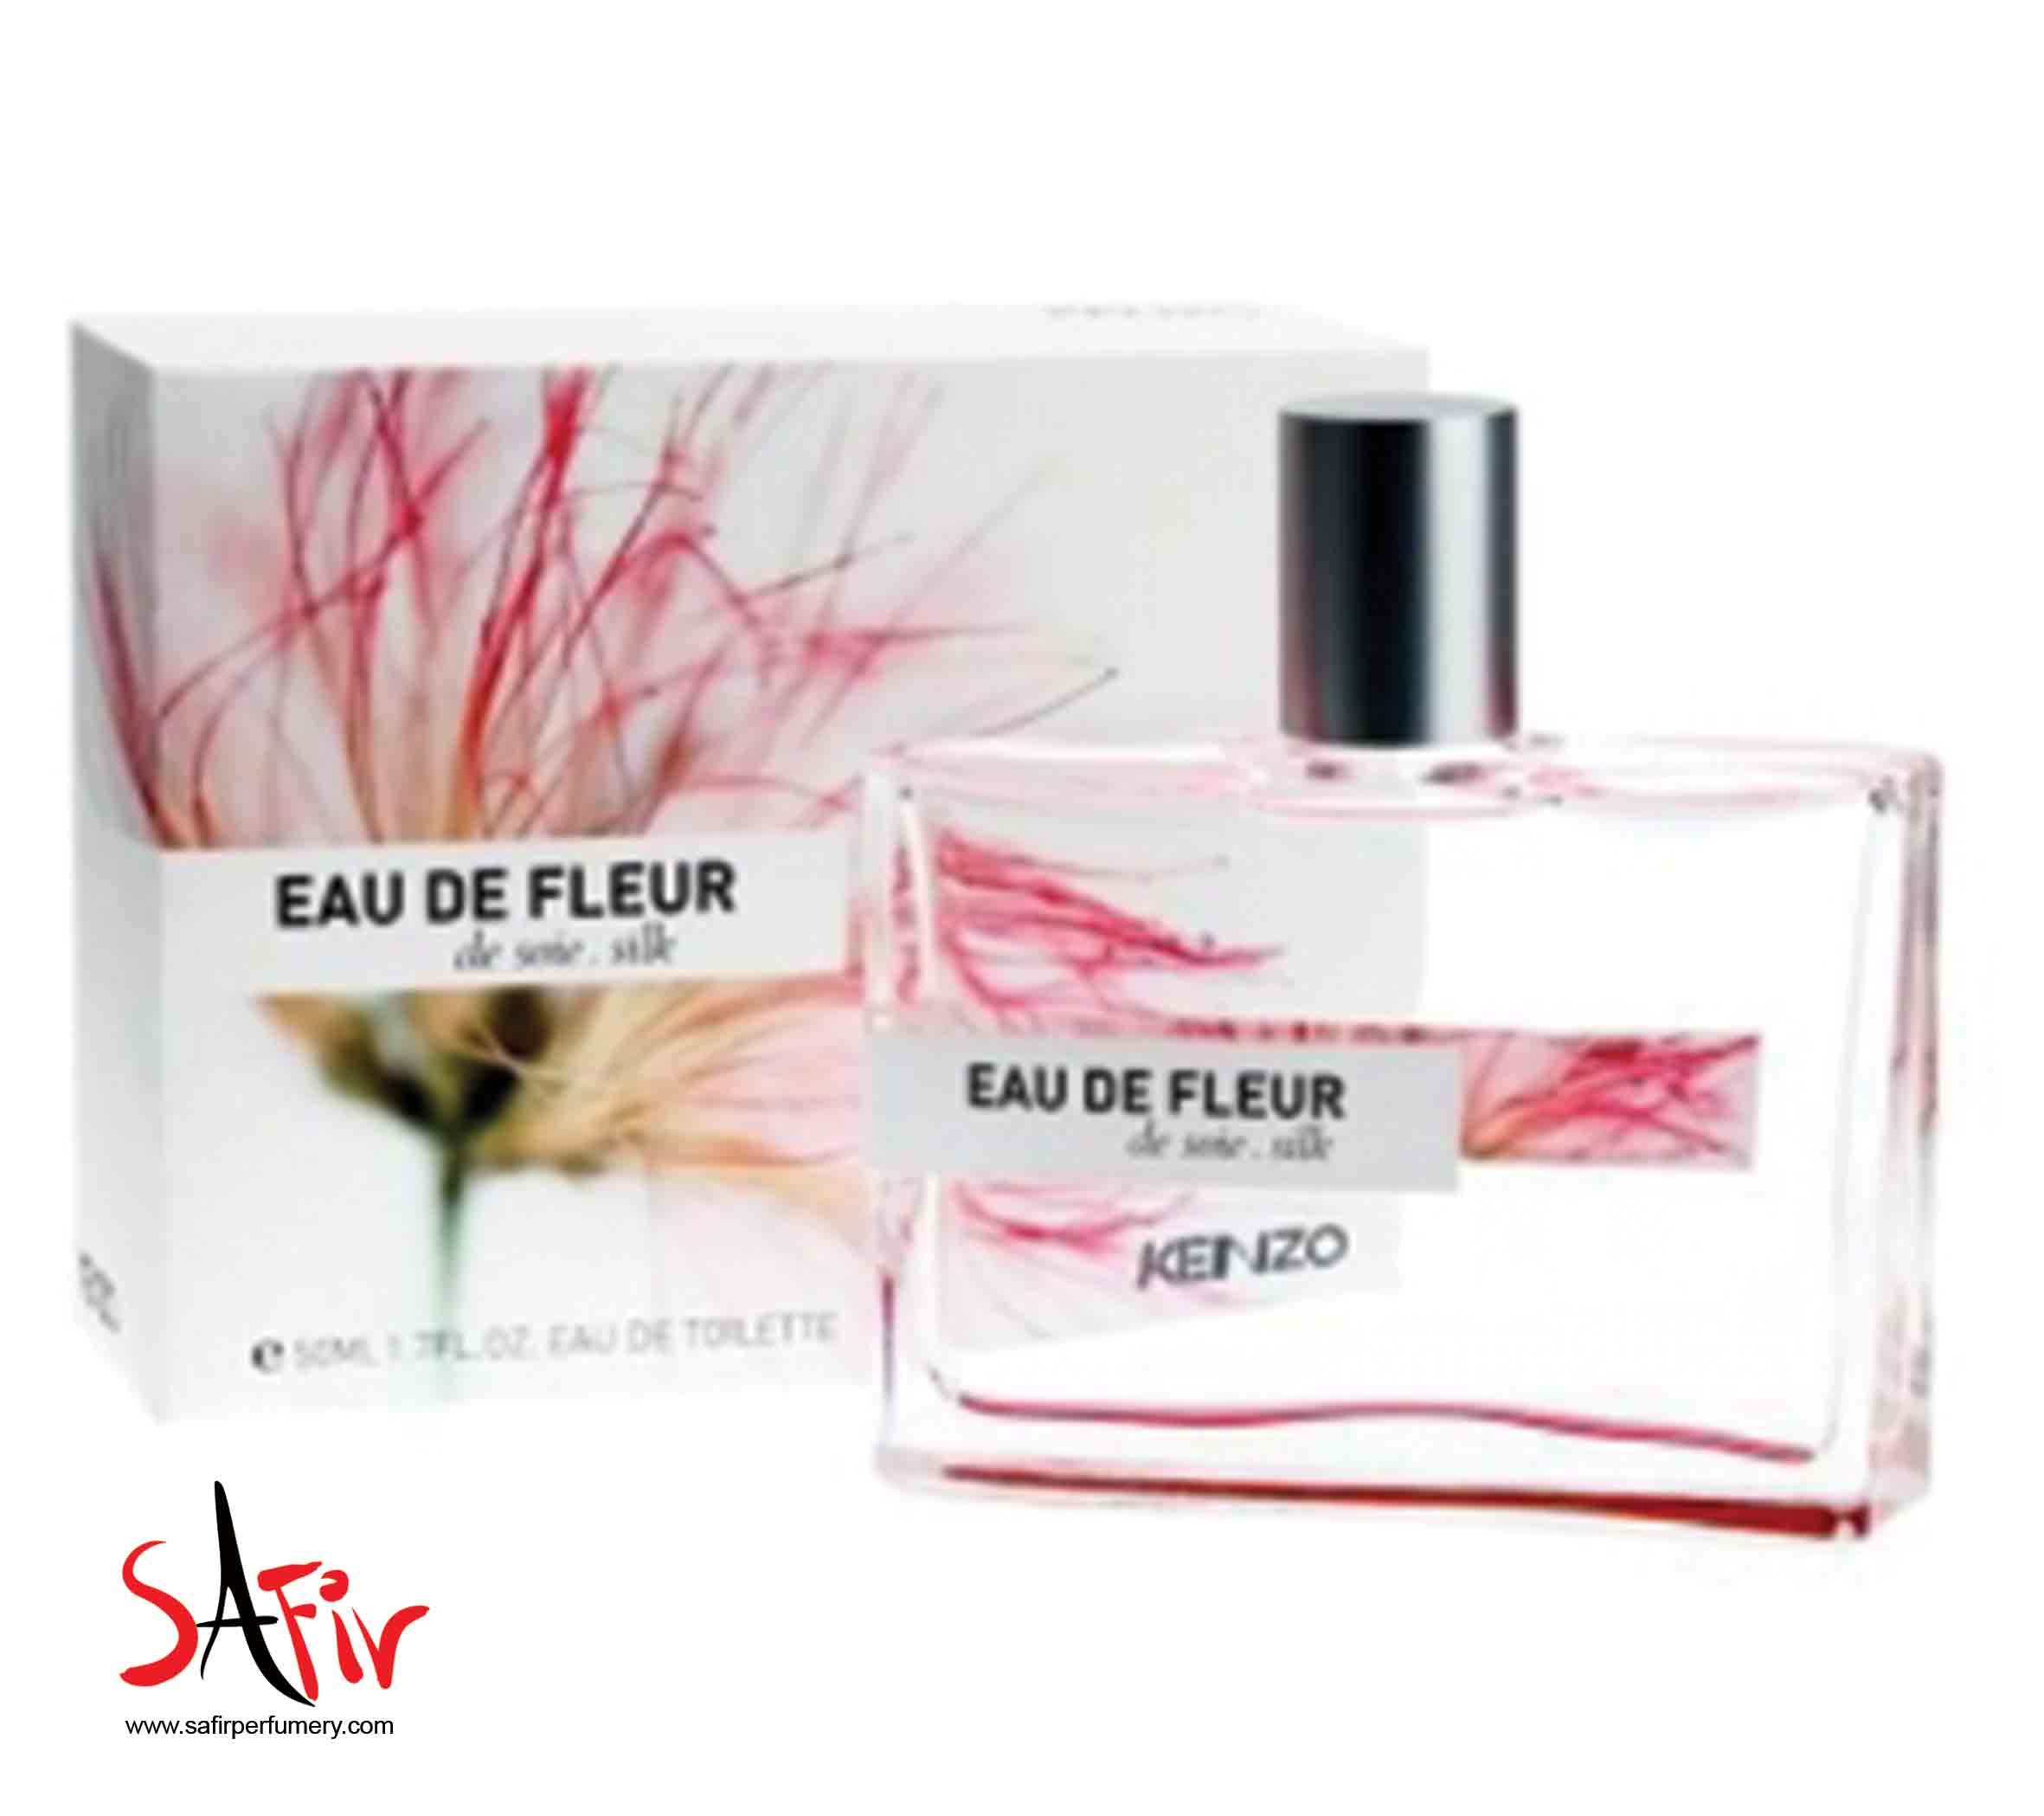 EAU DE FLEUR
de soie . silk
e 50ML 1.7FL.OZ. EAU DE TOILETTE
EAU DE FLEUR
de soie . silk
KENZO
SAFir
www.safirperfumery.com